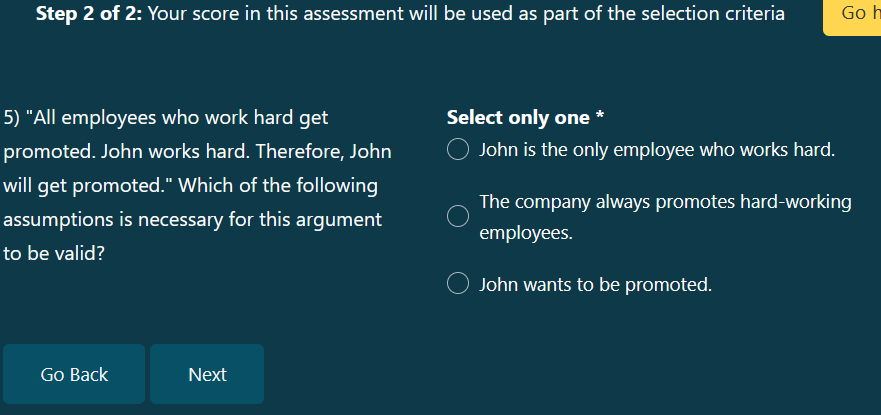 Step 2 of 2: Your score in this assessment will be used as part of the selection criteria
Go h
5) "All employees who work hard get
promoted. John works hard. Therefore, John
will get promoted." Which of the following
assumptions is necessary for this argument
to be valid?
Select only one *
John is the only employee who works hard.
The company always promotes hard-working
employees.
John wants to be promoted.
Go Back
Next